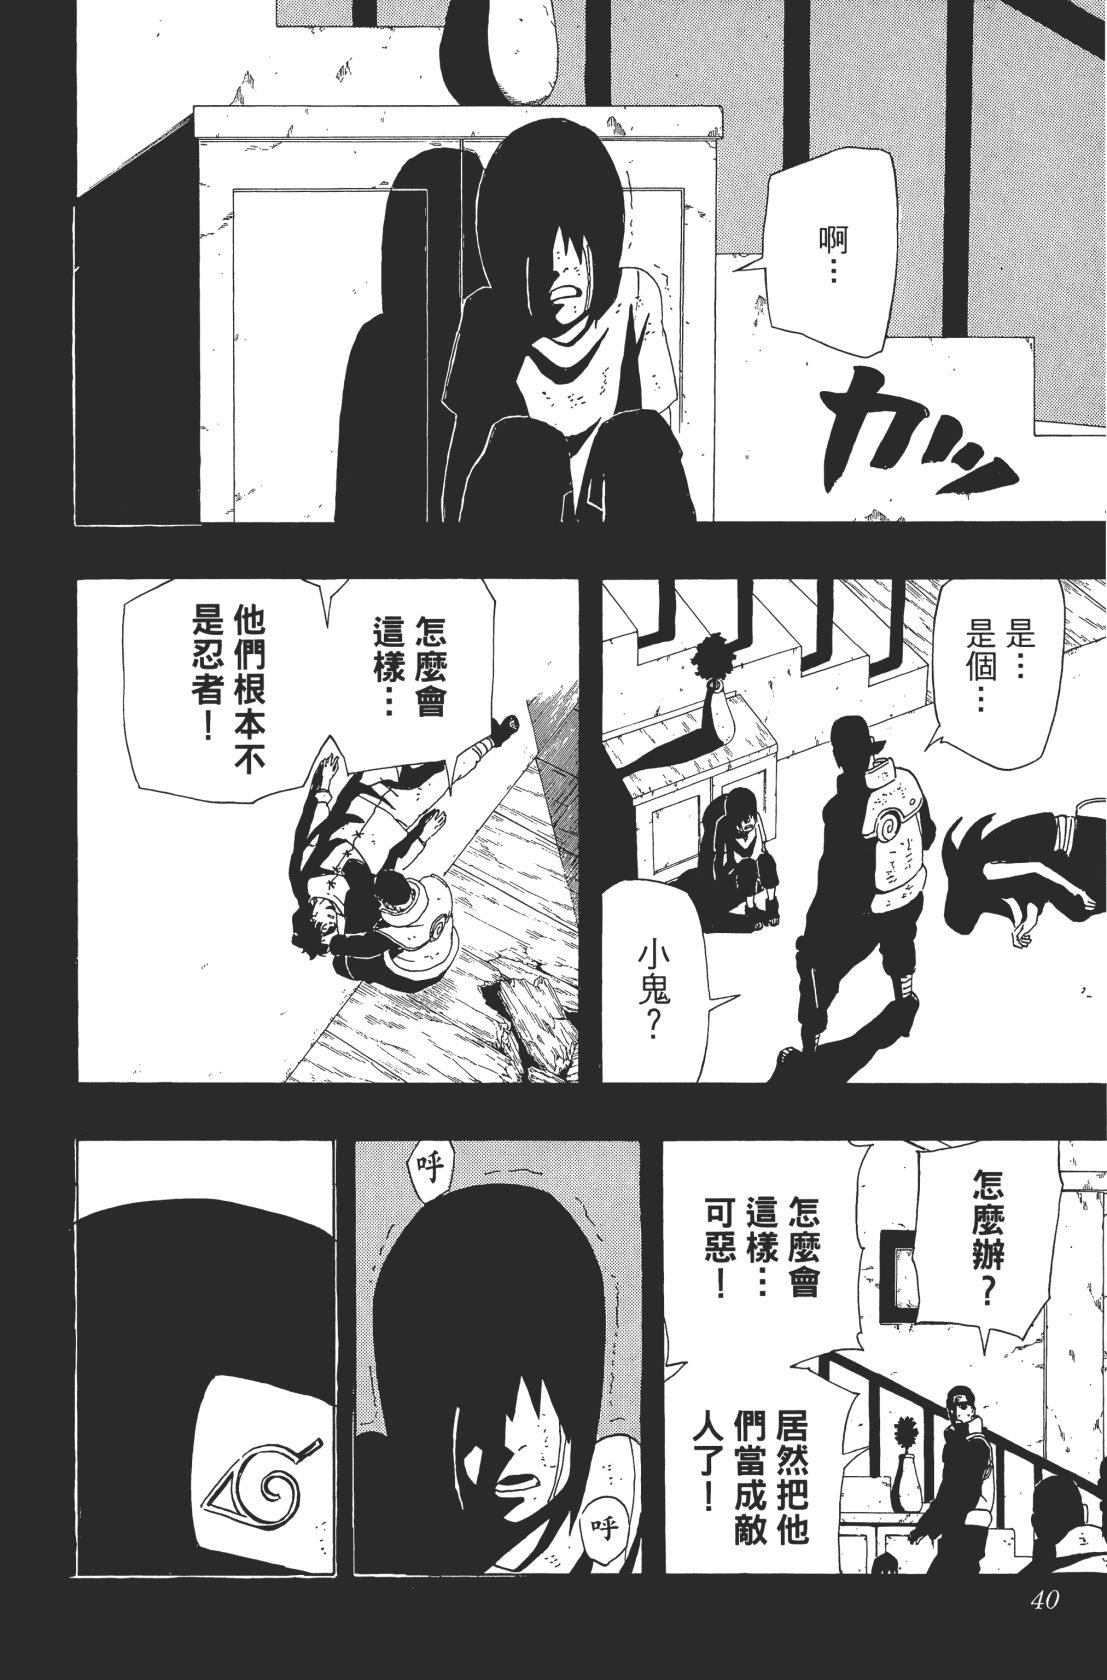 啊…
カッ
是…
是個…
小鬼？
怎麼會
這樣…
他們根本不
是忍者！
怎麼辦？
怎麼會
這樣…
可惡！
居然把他
們當成敵
人了！
呼
呼
40